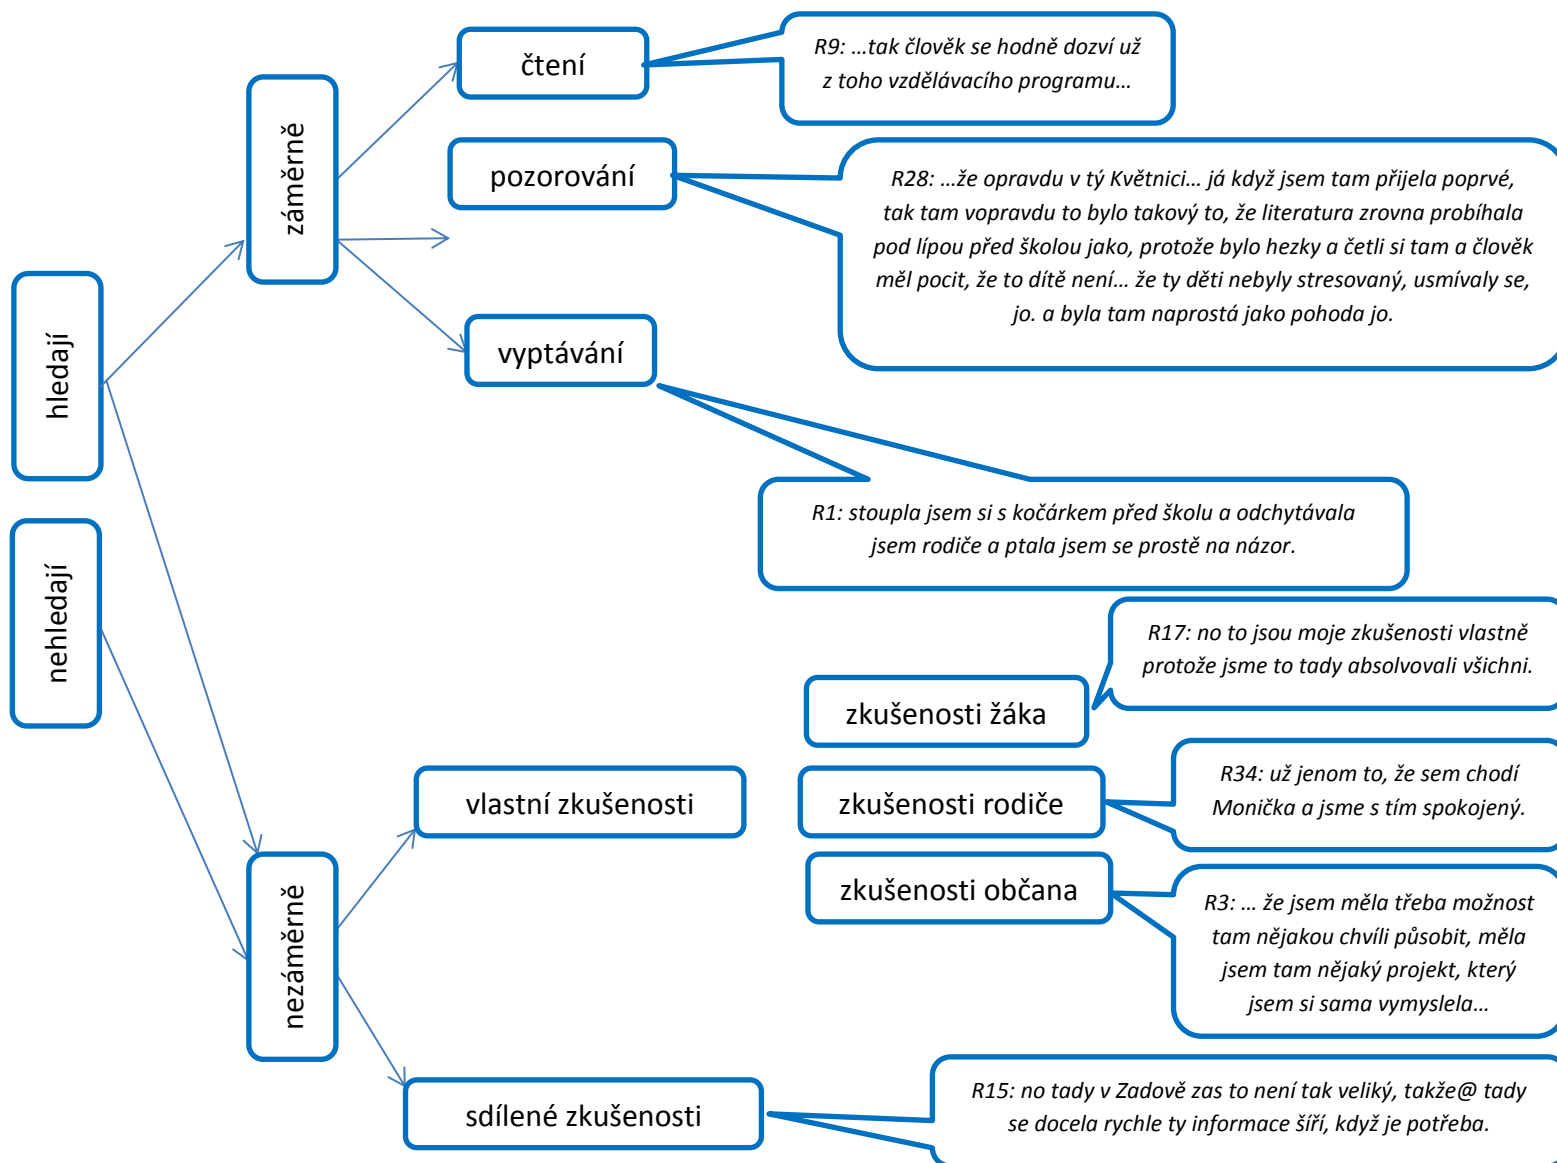 čtení
R9: ...tak člověk se hodně dozví už
z toho vzdělávacího programu...
záměrně
pozorování
R28: ...že opravdu v tý Květnici... já když jsem tam přijela poprvé,
tak tam vopravdu to bylo takový to, že literatura zrovna probíhala
pod lípou před školou jako, protože bylo hezky a četli si tam a člověk
měl pocit, že to dítě není... že ty děti nebyly stresovaný, usmívaly se,
jo. a byla tam naprostá jako pohoda jo.
hledají
vyptávání
R1: stoupla jsem si s kočárkem před školu a odchytávala
jsem rodiče a ptala jsem se prostě na názor.
nehledají
R17: no to jsou moje zkušenosti vlastně
protože jsme to tady absolvovali všichni.
zkušenosti žáka
vlastní zkušenosti
zkušenosti rodiče
R34: už jenom to, že sem chodí
Monička a jsme s tím spokojený.
zkušenosti občana
R3: ... že jsem měla třeba možnost
tam nějakou chvíli působit, měla
jsem tam nějaký projekt, který
jsem si sama vymyslela...
nezáměrně
sdílené zkušenosti
R15: no tady v Zadově zas to není tak veliký, takže@ tady
se docela rychle ty informace šíří, když je potřeba.